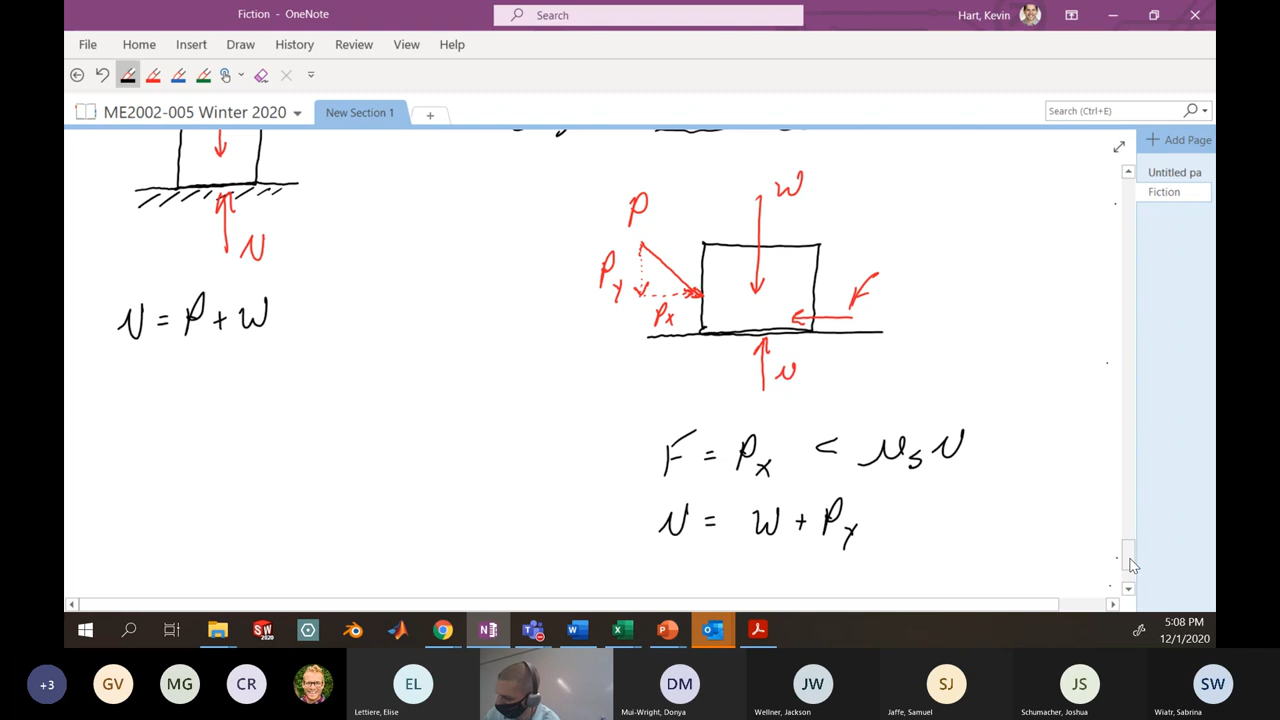 Fiction - OneNote
Search
Hart, Kevin
File Home Insert Draw History Review View Help
ME2002-005 Winter 2020
New Section 1
+
Search (Ctrl+E)
+ Add Page
Untitled pa
Fiction
N
N = P + W
P
W
Py
Px
F
N
F = Px < μs N
N = W + Py
SW
2020
5:08 PM
12/1/2020
+3
GV
MG
CR
EL
Lettiere, Elise
DM
Mui-Wright, Donya
JW
Wellner, Jackson
SJ
Jaffe, Samuel
JS
Schumacher, Joshua
SW
Wiatr, Sabrina